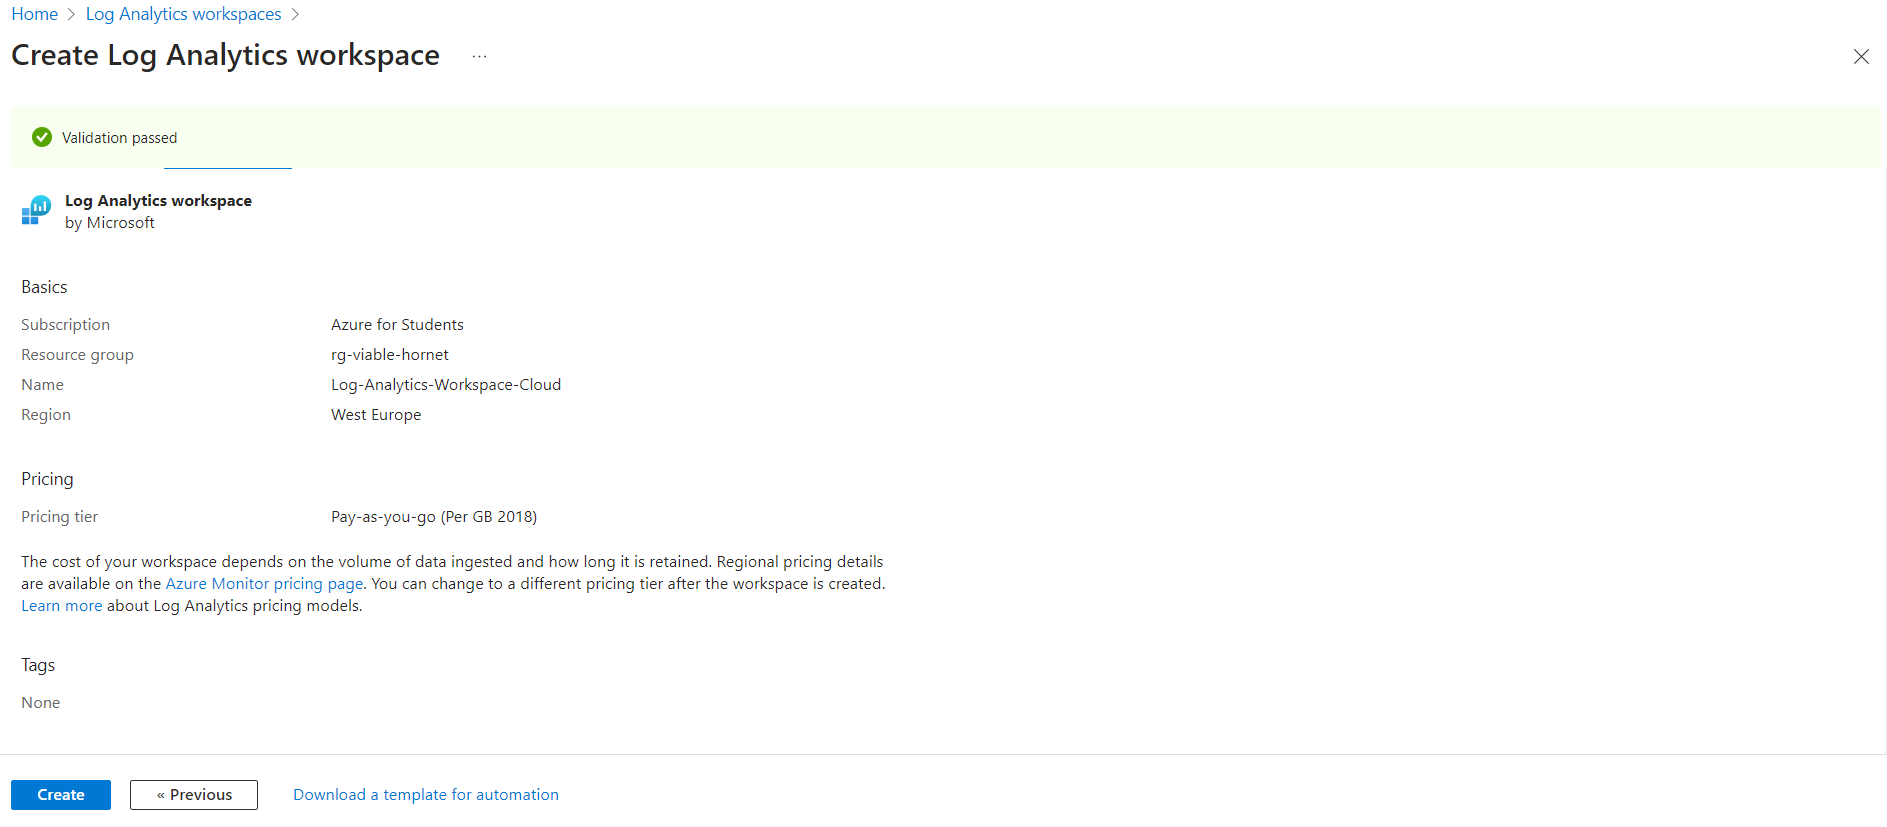 Home > Log Analytics workspaces >
Create Log Analytics workspace ...
Validation passed
Log Analytics workspace
by Microsoft
Basics
Subscription Azure for Students
Resource group rg-viable-hornet
Name Log-Analytics-Workspace-Cloud
Region West Europe
Pricing
Pricing tier Pay-as-you-go (Per GB 2018)
The cost of your workspace depends on the volume of data ingested and how long it is retained. Regional pricing details
are available on the Azure Monitor pricing page. You can change to a different pricing tier after the workspace is created.
Learn more about Log Analytics pricing models.
Tags
None
Create « Previous Download a template for automation